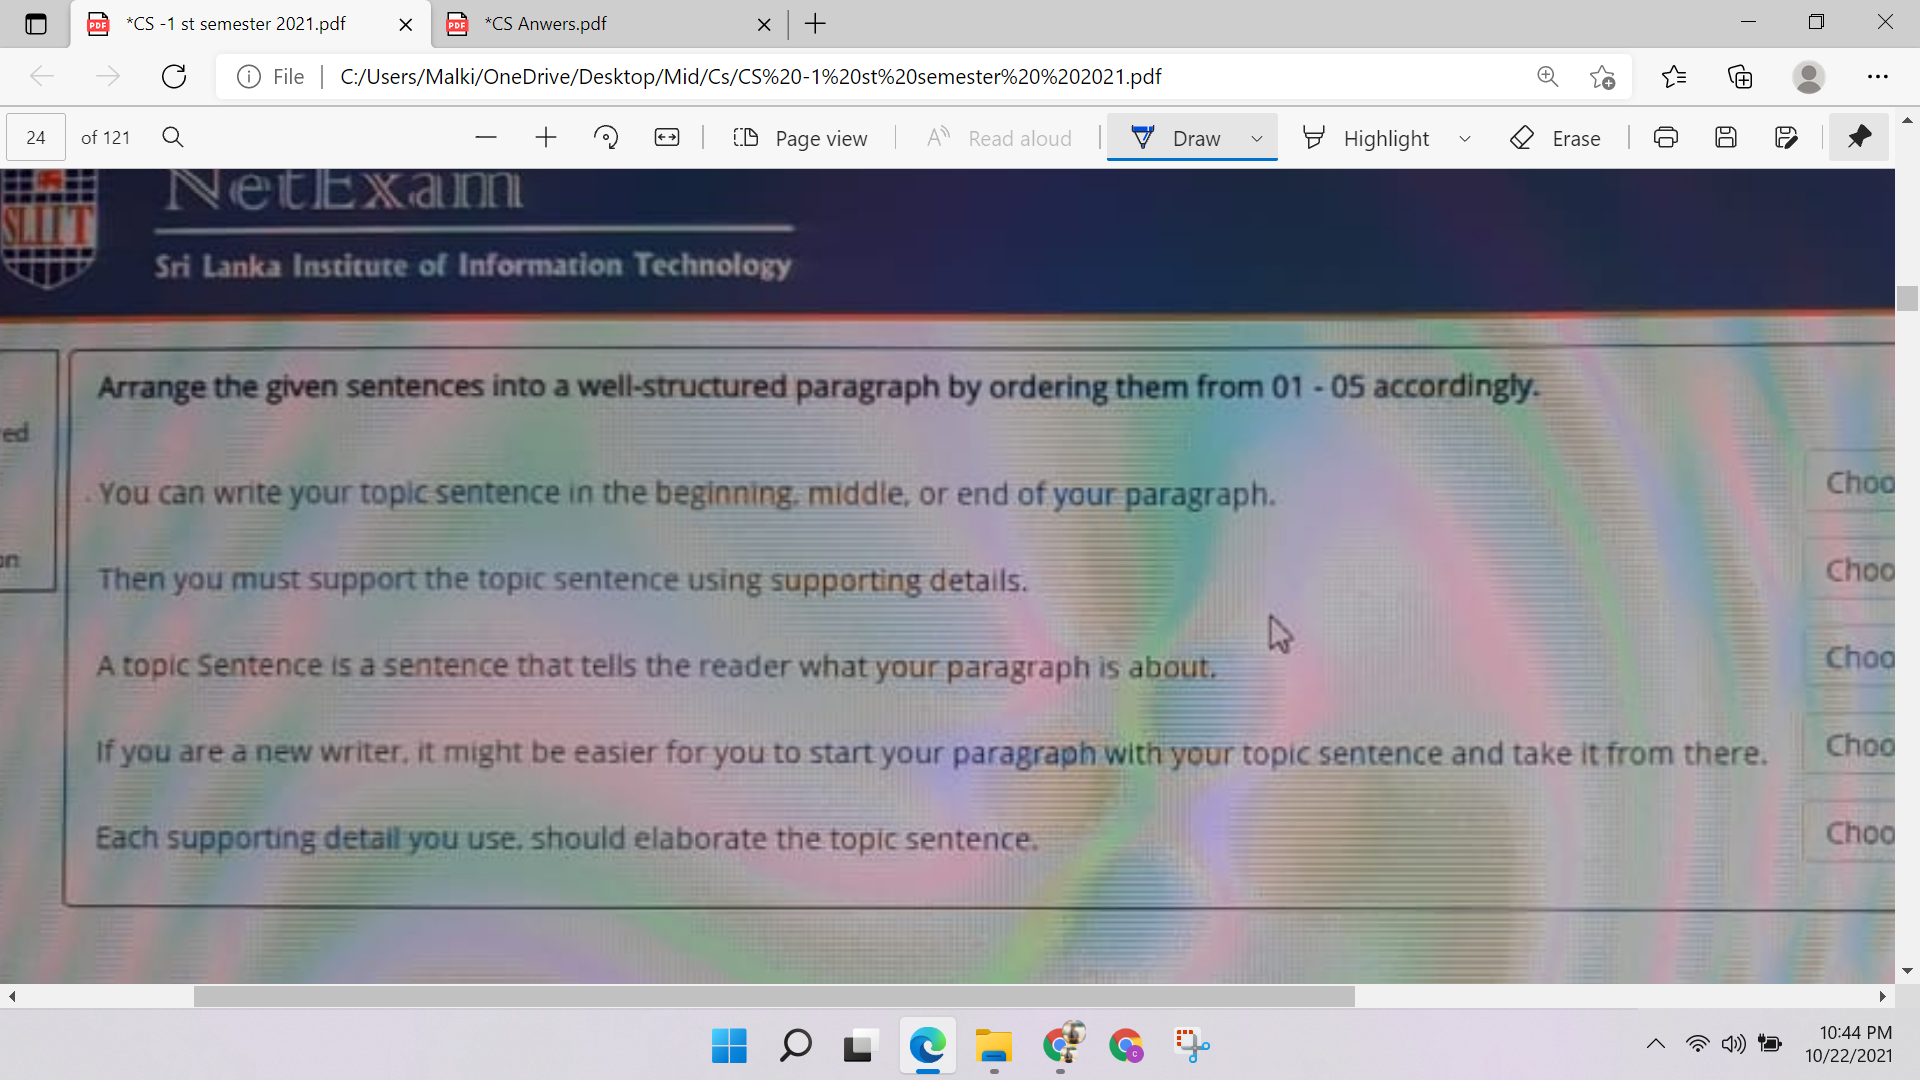 *CS -1 st semester 2021.pdf
*CS Anwers.pdf
File
C:/Users/Malki/OneDrive/Desktop/Mid/Cs/CS%20-1%20st%20semester%20%202021.pdf
24 of 121
Page view
Read aloud
Draw
Highlight
Erase
NetExam
SLIIT
Sri Lanka Institute of Information Technology
Arrange the given sentences into a well-structured paragraph by ordering them from 01 - 05 accordingly.
You can write your topic sentence in the beginning, middle, or end of your paragraph.
Choo
Then you must support the topic sentence using supporting details.
Choo
A topic Sentence is a sentence that tells the reader what your paragraph is about.
Choo
If you are a new writer, it might be easier for you to start your paragraph with your topic sentence and take it from there.
Choo
Each supporting detail you use, should elaborate the topic sentence.
Choo
10:44 PM
10/22/2021